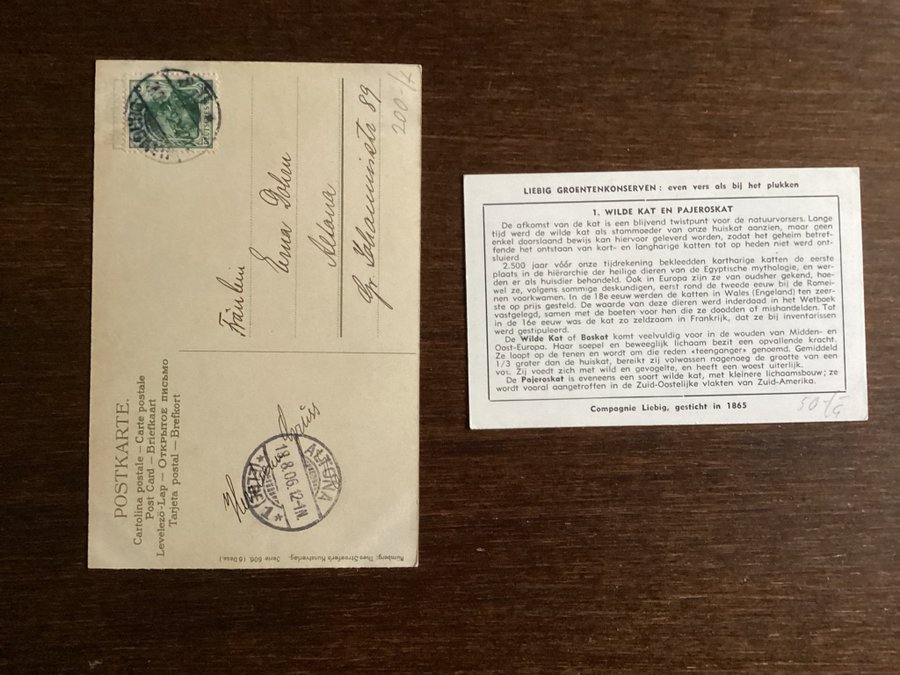 POSTKARTE.
Cartolina postale — Carte postale
Post Card — Briefkaart
Levelező-Lap — Открытое письмо
Tarjeta postal — Brefkort
Fräulein
Erna
Altona
Gr.
89
200-
ALTONA
18.8.06.12-1N
Nürnberg: Theo. Stroefer's Kunstverlag.
Serie 506. (6 Dess.)
LIEBIG GROENTENKONSERVEN : even vers als bij het plukken
1. WILDE KAT EN PAJEROSKAT
De afkomst van de kat is een blijvend twistpunt voor de natuurvorsers. Lange
tijd werd de wilde kat als stammoeder van onze huiskat aanzien, maar geen
enkel doorslaand bewijs kan hiervoor geleverd worden, zodat het geheim betref-
fende het ontstaan van kort- en langharige katten tot op heden niet werd ont-
sluierd
2.500 jaar vóór onze tijdrekening bekleedden kortharige katten de eerste
plaats in de hiërarchie der heilige dieren van de Egyptische mythologie, en wer-
den er als huisdier behandeld. Ook in Europa zijn ze van oudsher gekend, hoe-
wel ze, volgens sommige deskundigen, eerst rond de tweede eeuw bij de Romei-
nen voorkwamen. In de 18e eeuw werden de katten in Wales (Engeland) ten zeer-
ste op prijs gesteld. De waarde van deze dieren werd inderdaad in het Wetboek
vastgelegd, samen met de boeten voor hen die ze doodden of mishandelden. Tot
in de 16e eeuw was de kat zo zeldzaam in Frankrijk, dat ze bij inventarissen
werd gestipuleerd.
De Wilde Kat of Boskat komt veelvuldig voor in de wouden van Midden- en
Oost-Europa. Haar soepel en beweeglijk lichaam bezit een opvallende kracht.
Ze loopt op de tenen en wordt om die reden «teenganger» genoemd. Gemiddeld
1/3 groter dan de huiskat, bereikt zij volwassen nagenoeg de grootte van een
vos. Zij voedt zich met wild en gevogelte, en heeft een woest uiterlijk.
De Pajeroskat is eveneens een soort wilde kat, met kleinere lichaamsbouw; ze
wordt vooral aangetroffen in de Zuid-Oostelijke vlakten van Zuid-Amerika.
Compagnie Liebig, gesticht in 1865